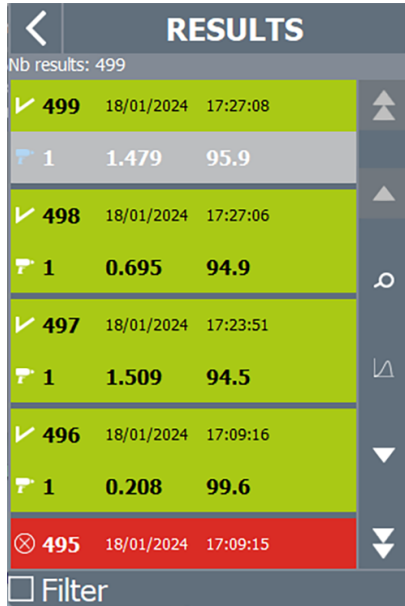 RESULTS
Nb results: 499
499 18/01/2024 17:27:08
1 1.479 95.9
498 18/01/2024 17:27:06
1 0.695 94.9
497 18/01/2024 17:23:51
1 1.509 94.5
496 18/01/2024 17:09:16
1 0.208 99.6
495 18/01/2024 17:09:15
Filter